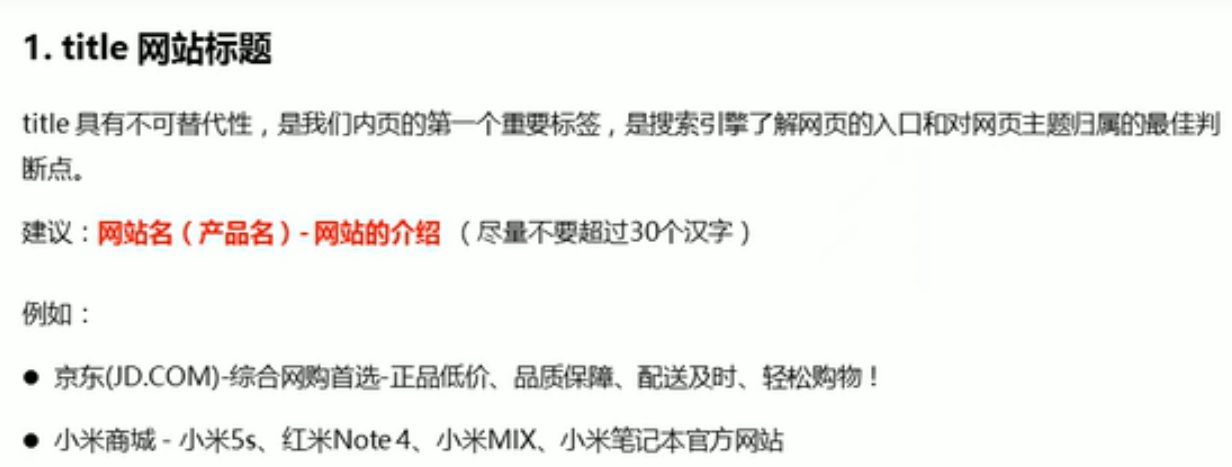 1. title 网站标题
title 具有不可替代性，是我们内页的第一个重要标签，是搜索引擎了解网页的入口和对网页主题归属的最佳判
断点。
建议：网站名（产品名）- 网站的介绍 （尽量不要超过30个汉字）
例如：
● 京东(JD.COM)-综合网购首选-正品低价、品质保障、配送及时、轻松购物！
● 小米商城 - 小米5s、红米Note 4、小米MIX、小米笔记本官方网站